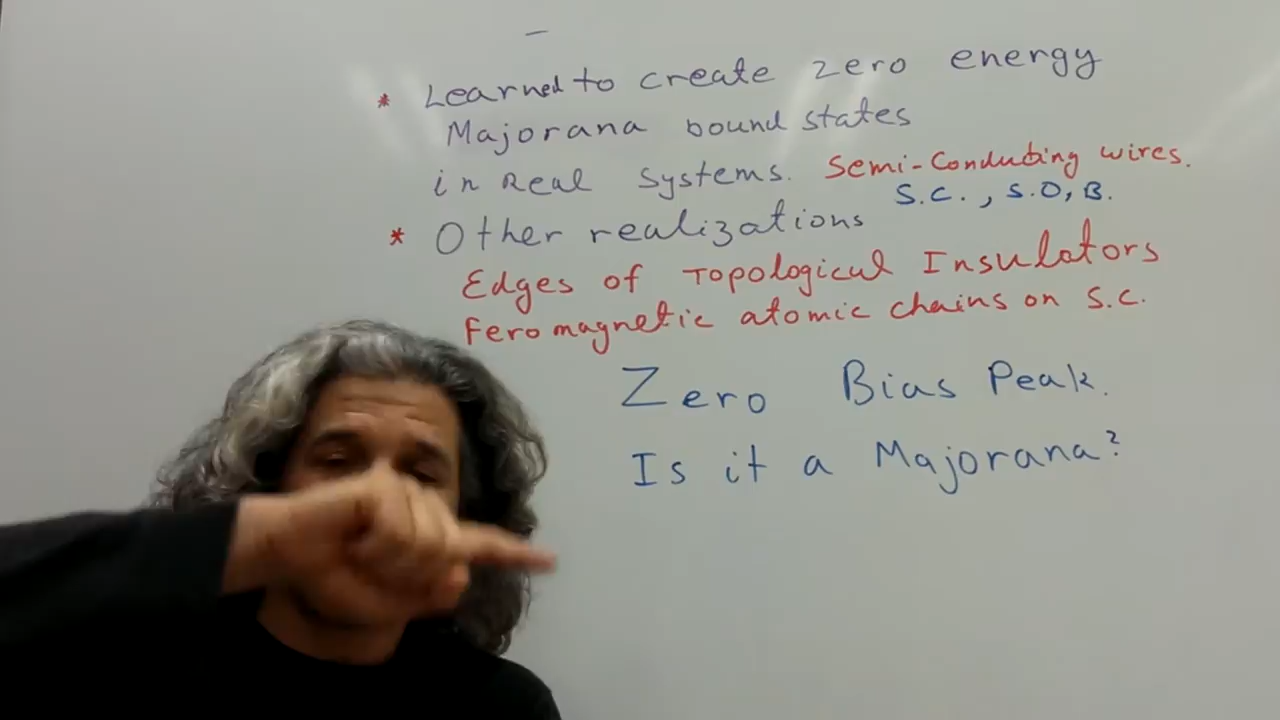 * Learned to create zero energy
Majorana bound states
in Real systems. Semi-Conducting wires.
S.C., S.O, B.
* Other realizations
Edges of Topological Insulators
Feromagnetic atomic chains on S.C.
Zero Bias Peak.
Is it a Majorana?